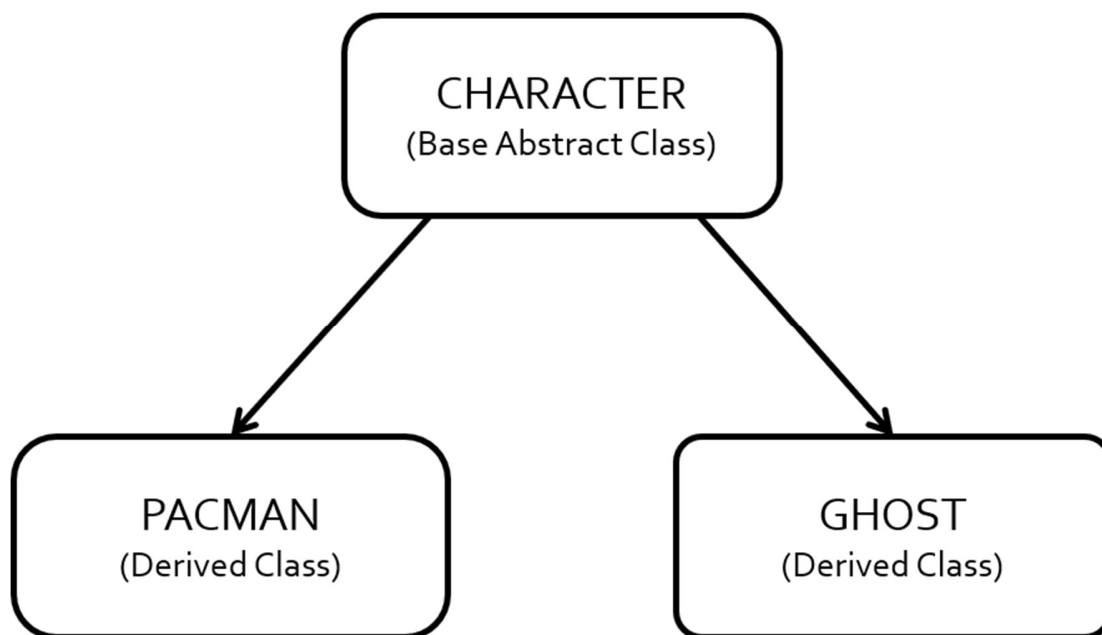 CHARACTER
(Base Abstract Class)
PACMAN
(Derived Class)
GHOST
(Derived Class)